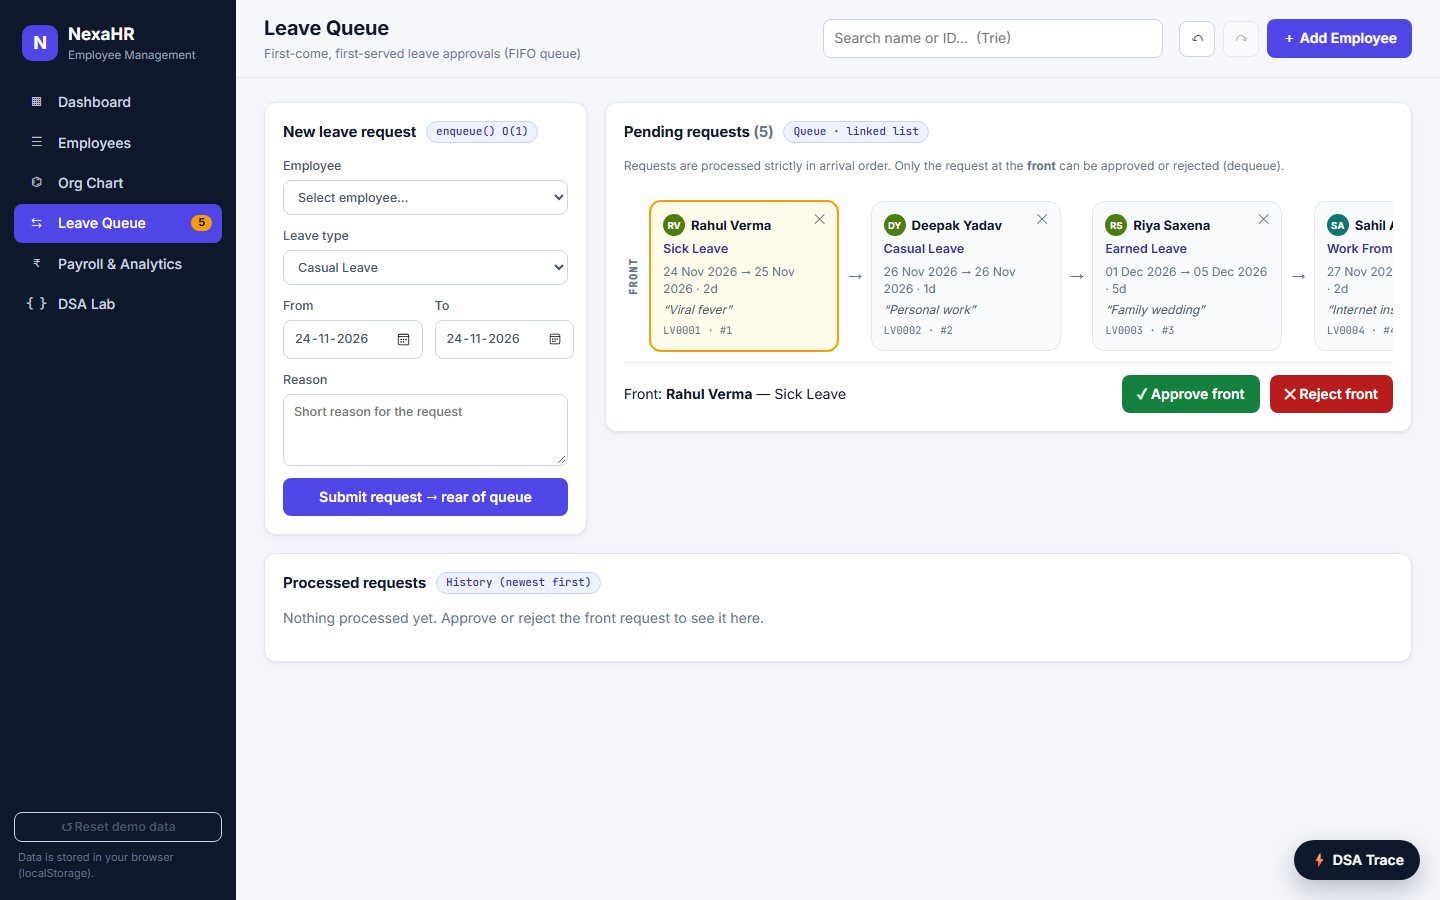 N
NexaHR
Employee Management
Dashboard
Employees
Org Chart
Leave Queue
5
₹ Payroll & Analytics
{ } DSA Lab
↺ Reset demo data
Data is stored in your browser
(localStorage).
Leave Queue
First-come, first-served leave approvals (FIFO queue)
Search name or ID... (Trie)
+ Add Employee
New leave request
enqueue() O(1)
Employee
Select employee...
Leave type
Casual Leave
From
To
24-11-2026
24-11-2026
Reason
Short reason for the request
Submit request → rear of queue
Pending requests (5)
Queue · linked list
Requests are processed strictly in arrival order. Only the request at the front can be approved or rejected (dequeue).
FRONT
RV Rahul Verma
Sick Leave
24 Nov 2026 → 25 Nov
2026 · 2d
“Viral fever”
LV0001 · #1
→
DY Deepak Yadav
Casual Leave
26 Nov 2026 → 26 Nov
2026 · 1d
“Personal work”
LV0002 · #2
→
RS Riya Saxena
Earned Leave
01 Dec 2026 → 05 Dec 2026
· 5d
“Family wedding”
LV0003 · #3
→
SA Sahil
Work From
27 Nov 202
· 2d
“Internet
LV0004
Front: Rahul Verma — Sick Leave
✓ Approve front
✕ Reject front
Processed requests
History (newest first)
Nothing processed yet. Approve or reject the front request to see it here.
DSA Trace